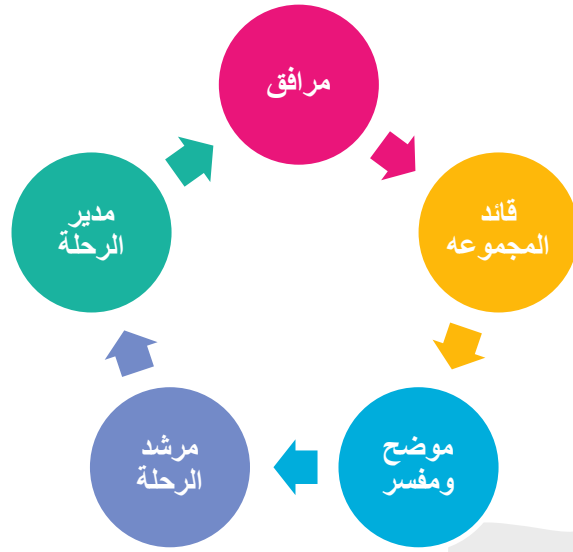 مرافق
قائد
المجموعه
موضح
ومفسر
مرشد
الرحلة
مدير
الرحلة